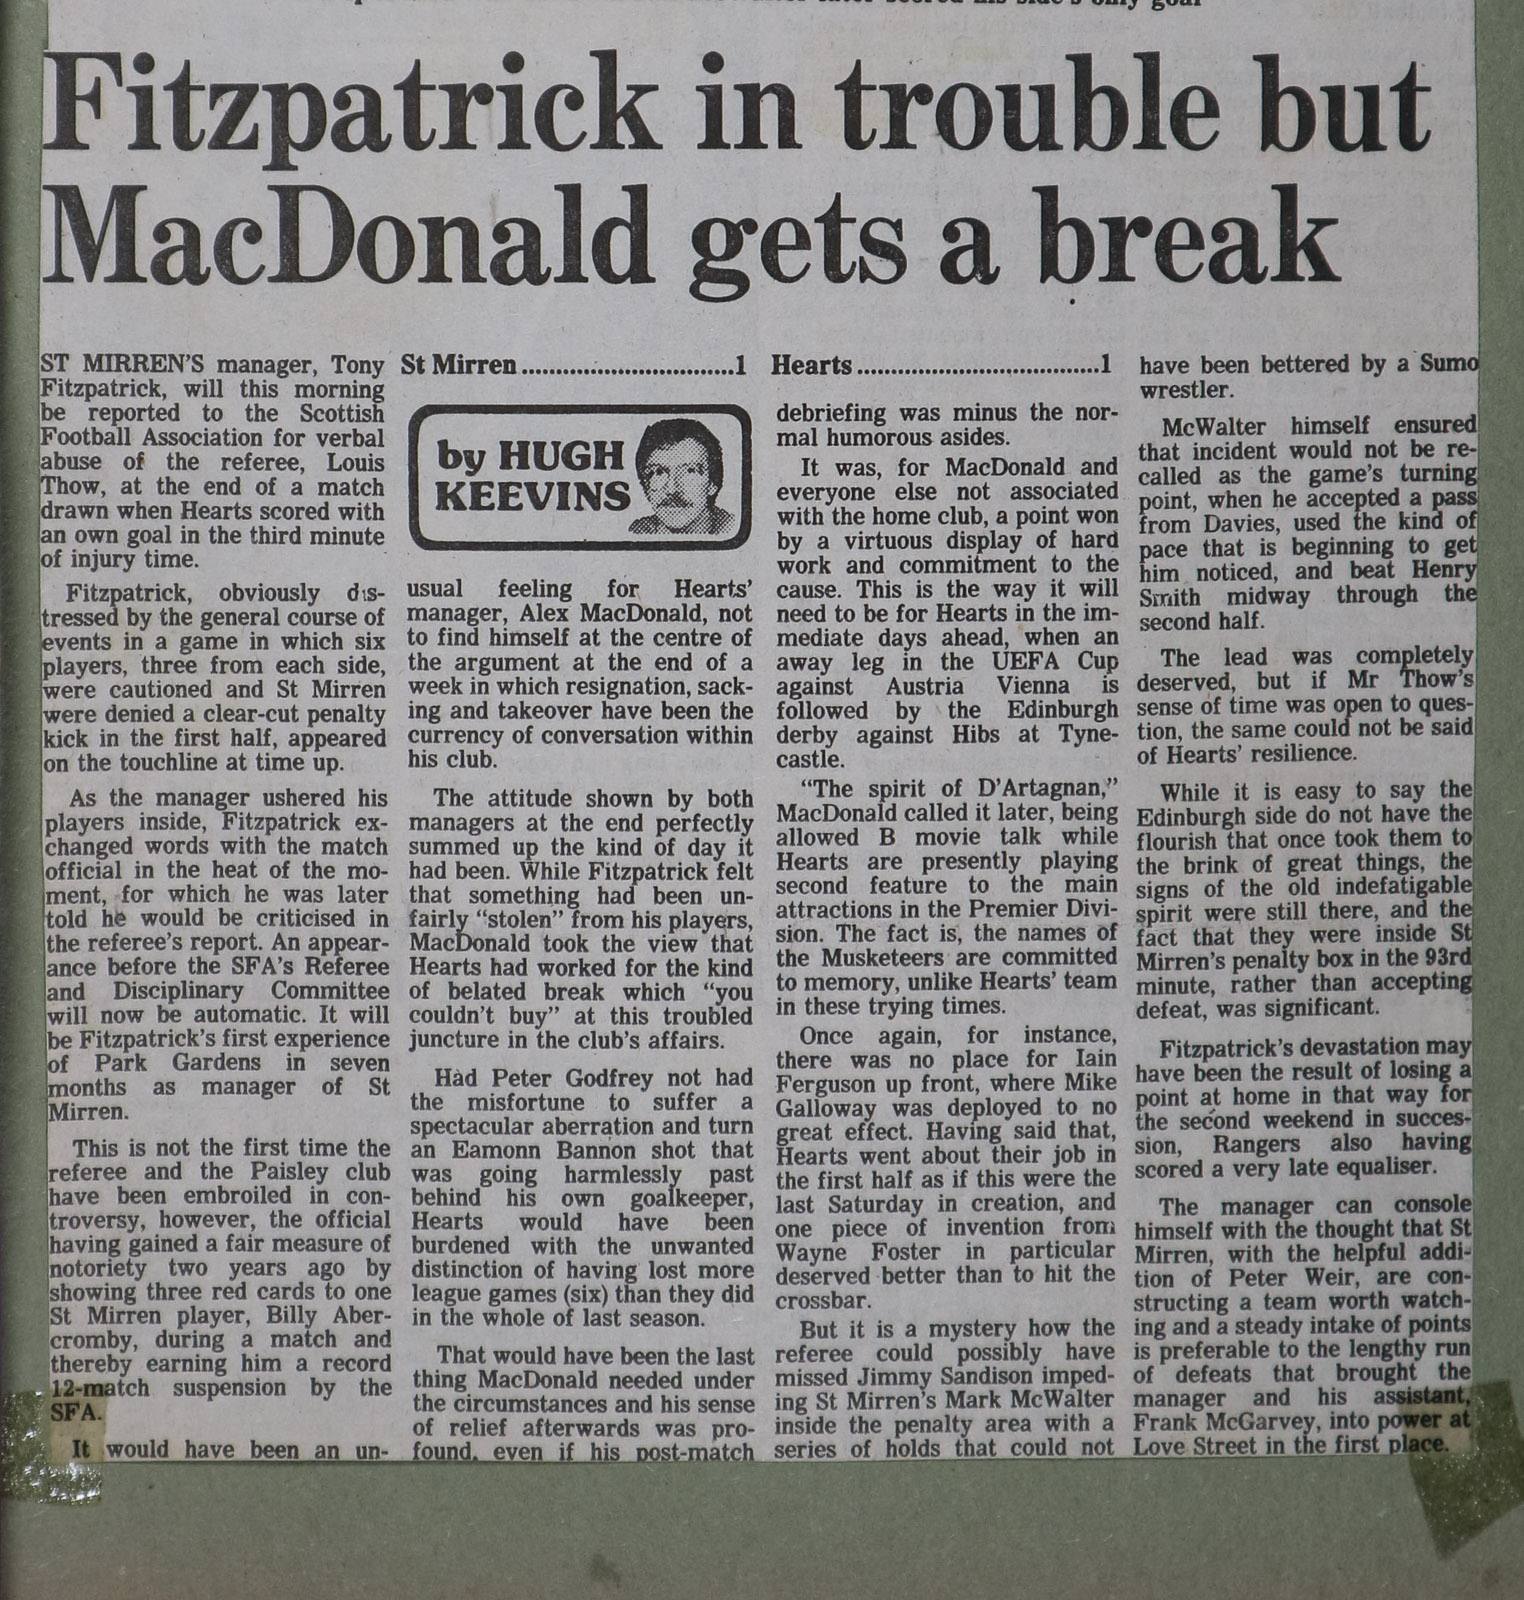 side's only goal
Fitzpatrick in trouble but
MacDonald gets a break
St Mirren..............................1 Hearts..................................1
ST MIRREN'S manager, Tony
Fitzpatrick, will this morning
be reported to the Scottish
Football Association for verbal
abuse of the referee, Louis
Thow, at the end of a match
drawn when Hearts scored with
an own goal in the third minute
of injury time.
Fitzpatrick, obviously dis-
tressed by the general course of
events in a game in which six
players, three from each side,
were cautioned and St Mirren
were denied a clear-cut penalty
kick in the first half, appeared
on the touchline at time up.
As the manager ushered his
players inside, Fitzpatrick ex-
changed words with the match
official in the heat of the mo-
ment, for which he was later
told he would be criticised in
the referee's report. An appear-
ance before the SFA's Referee
and Disciplinary Committee
will now be automatic. It will
be Fitzpatrick's first experience
of Park Gardens in seven
months as manager of St
Mirren.
This is not the first time the
referee and the Paisley club
have been embroiled in con-
troversy, however, the official
having gained a fair measure of
notoriety two years ago by
showing three red cards to one
St Mirren player, Billy Aber-
cromby, during a match and
thereby earning him a record
12-match suspension by the
SFA.
It would have been an un-
by HUGH
KEEVINS
usual feeling for Hearts'
manager, Alex MacDonald, not
to find himself at the centre of
the argument at the end of a
week in which resignation, sack-
ing and takeover have been the
currency of conversation within
his club.
The attitude shown by both
managers at the end perfectly
summed up the kind of day it
had been. While Fitzpatrick felt
that something had been un-
fairly "stolen" from his players,
MacDonald took the view that
Hearts had worked for the kind
of belated break which "you
couldn't buy" at this troubled
juncture in the club's affairs.
Had Peter Godfrey not had
the misfortune to suffer a
spectacular aberration and turn
an Eamonn Bannon shot that
was going harmlessly past
behind his own goalkeeper,
Hearts would have been
burdened with the unwanted
distinction of having lost more
league games (six) than they did
in the whole of last season.
That would have been the last
thing MacDonald needed under
the circumstances and his sense
of relief afterwards was pro-
found, even if his post-match
debriefing was minus the nor-
mal humorous asides.
It was, for MacDonald and
everyone else not associated
with the home club, a point won
by a virtuous display of hard
work and commitment to the
cause. This is the way it will
need to be for Hearts in the im-
mediate days ahead, when an
away leg in the UEFA Cup
against Austria Vienna is
followed by the Edinburgh
derby against Hibs at Tyne-
castle.
"The spirit of D'Artagnan,"
MacDonald called it later, being
allowed B movie talk while
Hearts are presently playing
second feature to the main
attractions in the Premier Divi-
sion. The fact is, the names of
the Musketeers are committed
to memory, unlike Hearts' team
in these trying times.
Once again, for instance,
there was no place for Iain
Ferguson up front, where Mike
Galloway was deployed to no
great effect. Having said that,
Hearts went about their job in
the first half as if this were the
last Saturday in creation, and
one piece of invention from
Wayne Foster in particular
deserved better than to hit the
crossbar.
But it is a mystery how the
referee could possibly have
missed Jimmy Sandison imped-
ing St Mirren's Mark McWalter
inside the penalty area with a
series of holds that could not
have been bettered by a Sumo
wrestler.
McWalter himself ensured
that incident would not be re-
called as the game's turning
point, when he accepted a pass
from Davies, used the kind of
pace that is beginning to get
him noticed, and beat Henry
Smith midway through the
second half.
The lead was completely
deserved, but if Mr Thow's
sense of time was open to ques-
tion, the same could not be said
of Hearts' resilience.
While it is easy to say the
Edinburgh side do not have the
flourish that once took them to
the brink of great things, the
signs of the old indefatigable
spirit were still there, and the
fact that they were inside St
Mirren's penalty box in the 93rd
minute, rather than accepting
defeat, was significant.
Fitzpatrick's devastation may
have been the result of losing a
point at home in that way for
the second weekend in succes-
sion, Rangers also having
scored a very late equaliser.
The manager can console
himself with the thought that St
Mirren, with the helpful addi-
tion of Peter Weir, are con-
structing a team worth watch-
ing and a steady intake of points
is preferable to the lengthy run
of defeats that brought the
manager and his assistant,
Frank McGarvey, into power at
Love Street in the first place.